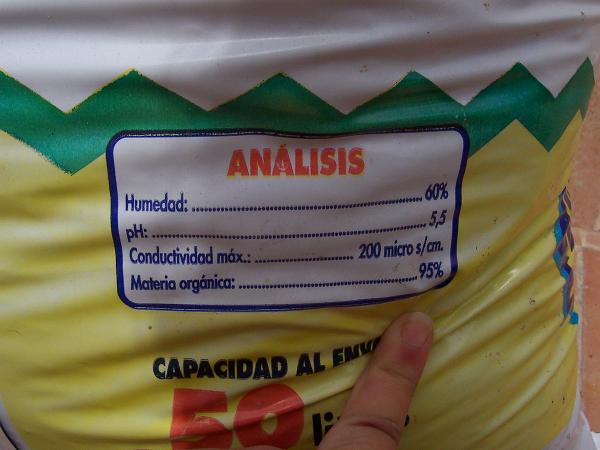 ANÁLISIS
Humedad: 60%
pH: 5,5
Conductividad máx.: 200 micro s/cm.
Materia orgánica: 95%
CAPACIDAD AL
50